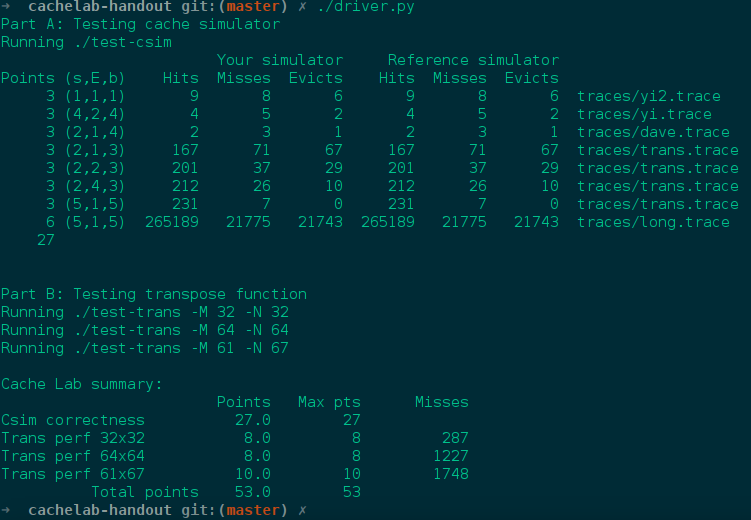 ➜  cachelab-handout git:(master) ✗ ./driver.py
Part A: Testing cache simulator
Running ./test-csim
                        Your simulator     Reference simulator
Points (s,E,b)    Hits  Misses  Evicts    Hits  Misses  Evicts
     3 (1,1,1)       9       8       6       9       8       6  traces/yi2.trace
     3 (4,2,4)       4       5       2       4       5       2  traces/yi.trace
     3 (2,1,4)       2       3       1       2       3       1  traces/dave.trace
     3 (2,1,3)     167      71      67     167      71      67  traces/trans.trace
     3 (2,2,3)     201      37      29     201      37      29  traces/trans.trace
     3 (2,4,3)     212      26      10     212      26      10  traces/trans.trace
     3 (5,1,5)     231       7       0     231       7       0  traces/trans.trace
     6 (5,1,5)  265189   21775   21743  265189   21775   21743  traces/long.trace
    27
Part B: Testing transpose function
Running ./test-trans -M 32 -N 32
Running ./test-trans -M 64 -N 64
Running ./test-trans -M 61 -N 67
Cache Lab summary:
                        Points   Max pts      Misses
Csim correctness          27.0        27
Trans perf 32x32           8.0         8         287
Trans perf 64x64           8.0         8        1227
Trans perf 61x67          10.0        10        1748
          Total points    53.0        53
➜  cachelab-handout git:(master) ✗